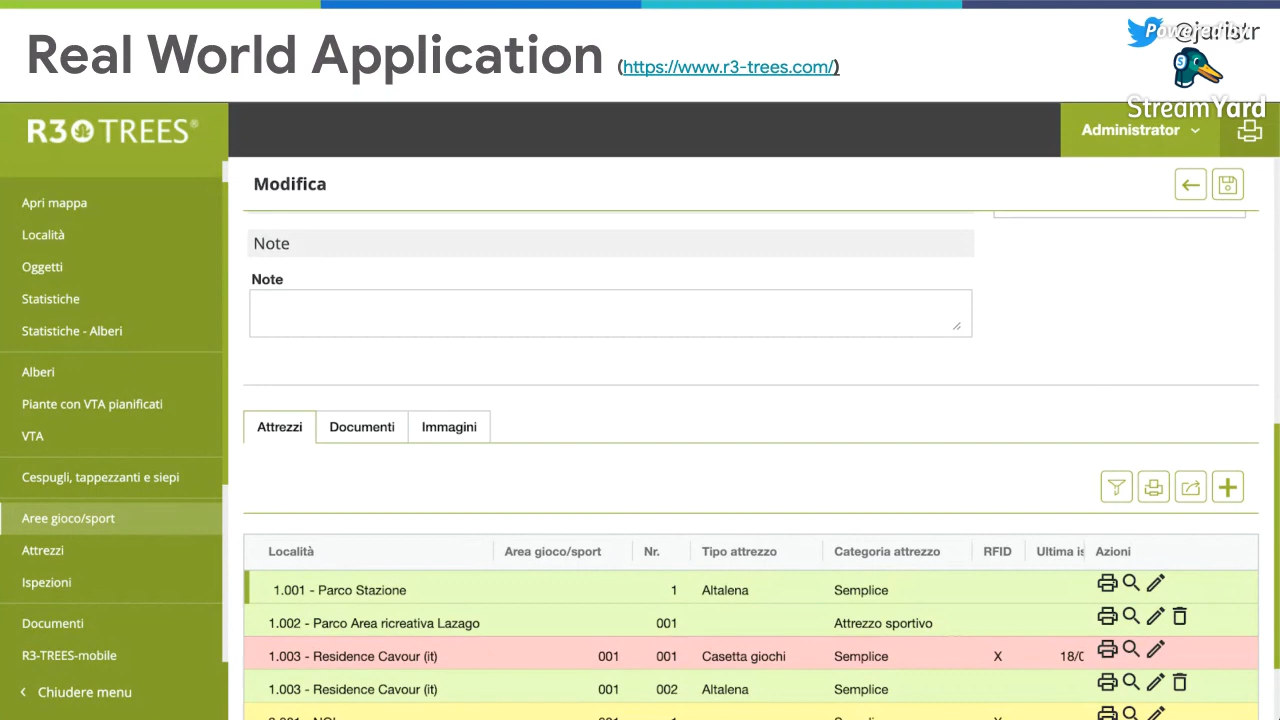 Real World Application (https://www.r3-trees.com/)
StreamYard
R3 TREES®
Administrator
Apri mappa
Località
Oggetti
Statistiche
Statistiche - Alberi
Alberi
Piante con VTA pianificati
VTA
Cespugli, tappezzanti e siepi
Aree gioco/sport
Attrezzi
Ispezioni
Documenti
R3-TREES-mobile
Chiudere menu
Modifica
Note
Note
Attrezzi Documenti Immagini
Località Area gioco/sport Nr. Tipo attrezzo Categoria attrezzo RFID Ultima is Azioni
1.001 - Parco Stazione 1 Altalena Semplice
1.002 - Parco Area ricreativa Lazago 001 Attrezzo sportivo
1.003 - Residence Cavour (it) 001 001 Casetta giochi Semplice X 18/0
1.003 - Residence Cavour (it) 001 002 Altalena Semplice